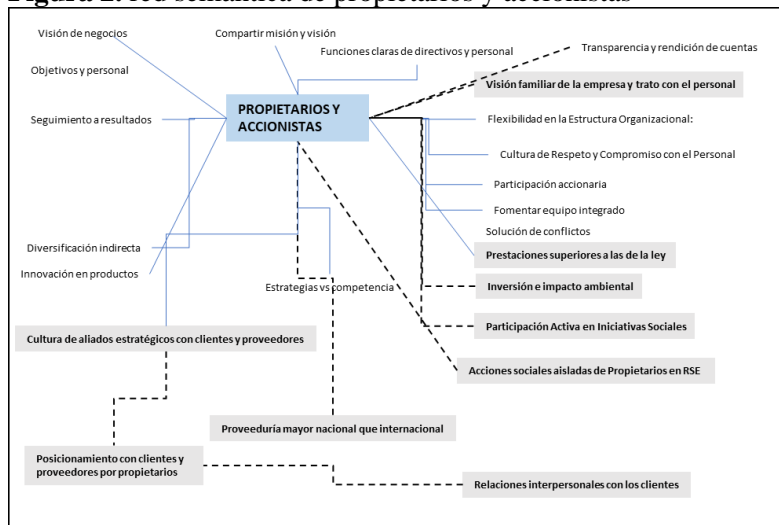 Figura 2. red semántica de propietarios y accionistas
Visión de negocios
Compartir misión y visión
Funciones claras de directivos y personal
Transparencia y rendición de cuentas
Objetivos y personal
Visión familiar de la empresa y trato con el personal
PROPIETARIOS Y
ACCIONISTAS
Seguimiento a resultados
Flexibilidad en la Estructura Organizacional:
Cultura de Respeto y Compromiso con el Personal
Participación accionaria
Fomentar equipo integrado
Solución de conflictos
Diversificación indirecta
Prestaciones superiores a las de la ley
Innovación en productos
Estrategias vs competencia
Inversión e impacto ambiental
Participación Activa en Iniciativas Sociales
Cultura de aliados estratégicos con clientes y proveedores
Acciones sociales aisladas de Propietarios en RSE
Proveeduría mayor nacional que internacional
Posicionamiento con clientes y
proveedores por propietarios
Relaciones interpersonales con los clientes